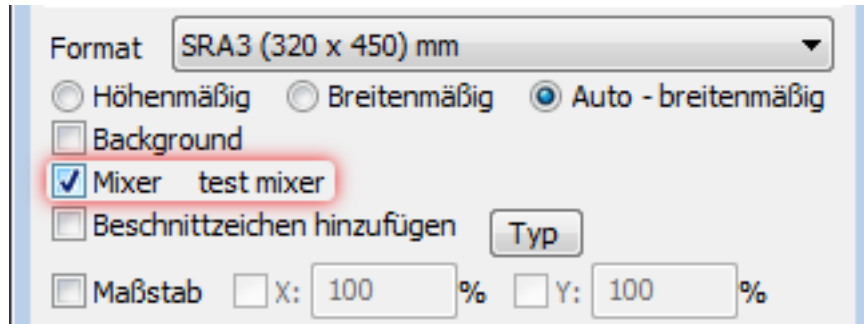 Format SRA3 (320 x 450) mm
Höhenmäßig Breitenmäßig Auto - breitenmäßig
Background
Mixer test mixer
Beschnittzeichen hinzufügen Typ
Maßstab X: 100 % Y: 100 %